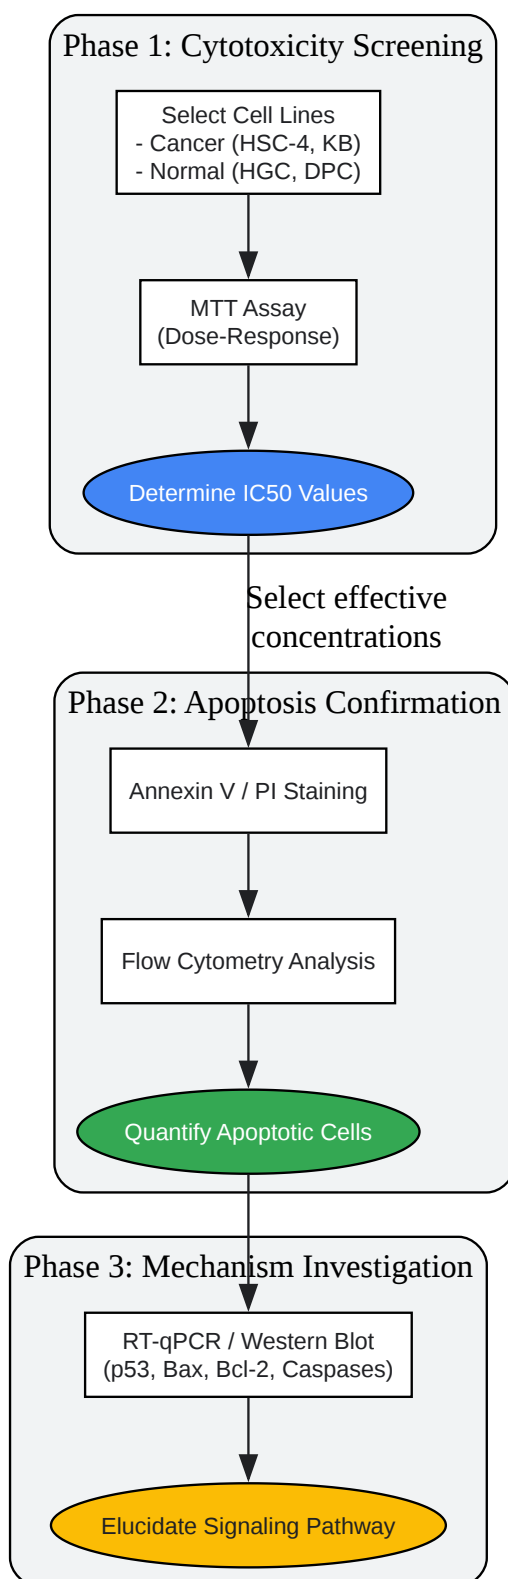 Phase 1: Cytotoxicity Screening
Select Cell Lines
- Cancer (HSC-4, KB)
- Normal (HGC, DPC)
MTT Assay
(Dose-Response)
Determine IC50 Values
Select effective
concentrations
Phase 2: Apoptosis Confirmation
Annexin V / PI Staining
Flow Cytometry Analysis
Quantify Apoptotic Cells
Phase 3: Mechanism Investigation
RT-qPCR / Western Blot
(p53, Bax, Bcl-2, Caspases)
Elucidate Signaling Pathway